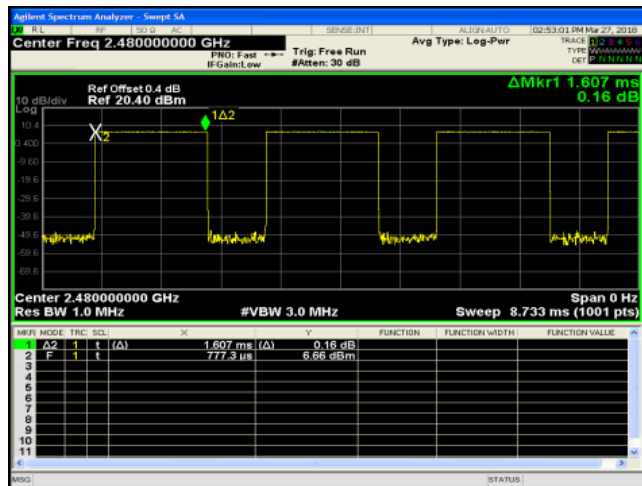 Agilent Spectrum Analyzer - Swept SA
RL RF 50 Ω AC SENSE:INT ALIGN AUTO 02:53:01 PM Mar 27, 2018
Center Freq 2.480000000 GHz Avg Type: Log-Pwr TRACE 1 2 3 4 5 6
PNO: Fast Trig: Free Run TYPE
IFGain:Low #Atten: 30 dB DET P N N N N N
ΔMkr1 1.607 ms
Ref Offset 0.4 dB
10 dB/div Ref 20.40 dBm 0.16 dB
Log
1Δ2
10.4
2
0.400
-9.60
-19.6
-29.6
-39.6
-49.6
-59.6
-69.6
Center 2.480000000 GHz Span 0 Hz
Res BW 1.0 MHz #VBW 3.0 MHz Sweep 8.733 ms (1001 pts)
MKR MODE TRC SCL X Y FUNCTION FUNCTION WIDTH FUNCTION VALUE
1 Δ2 1 t (Δ) 1.607 ms (Δ) 0.16 dB
2 F 1 t 777.3 µs 6.66 dBm
3
4
5
6
7
8
9
10
11
MSG STATUS